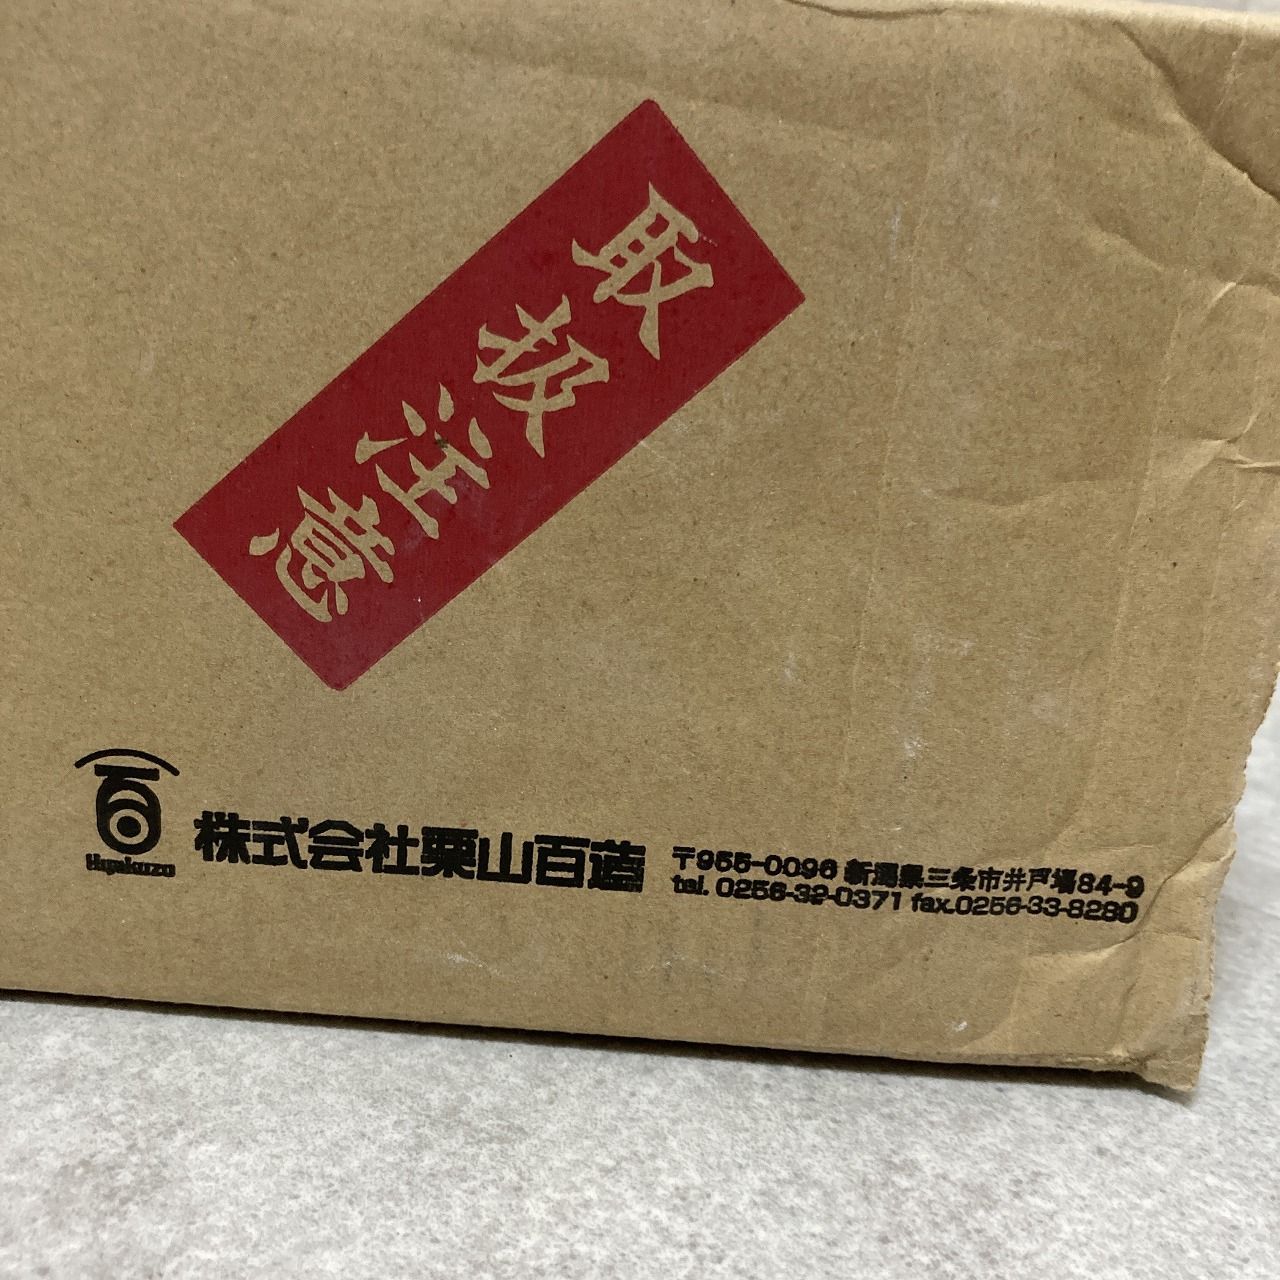 取扱注意
百
Hyakuzo
株式会社栗山百造
〒955-0096 新潟県三条市井戸場84-9
tel. 0256-32-0371 fax.0256-33-8280